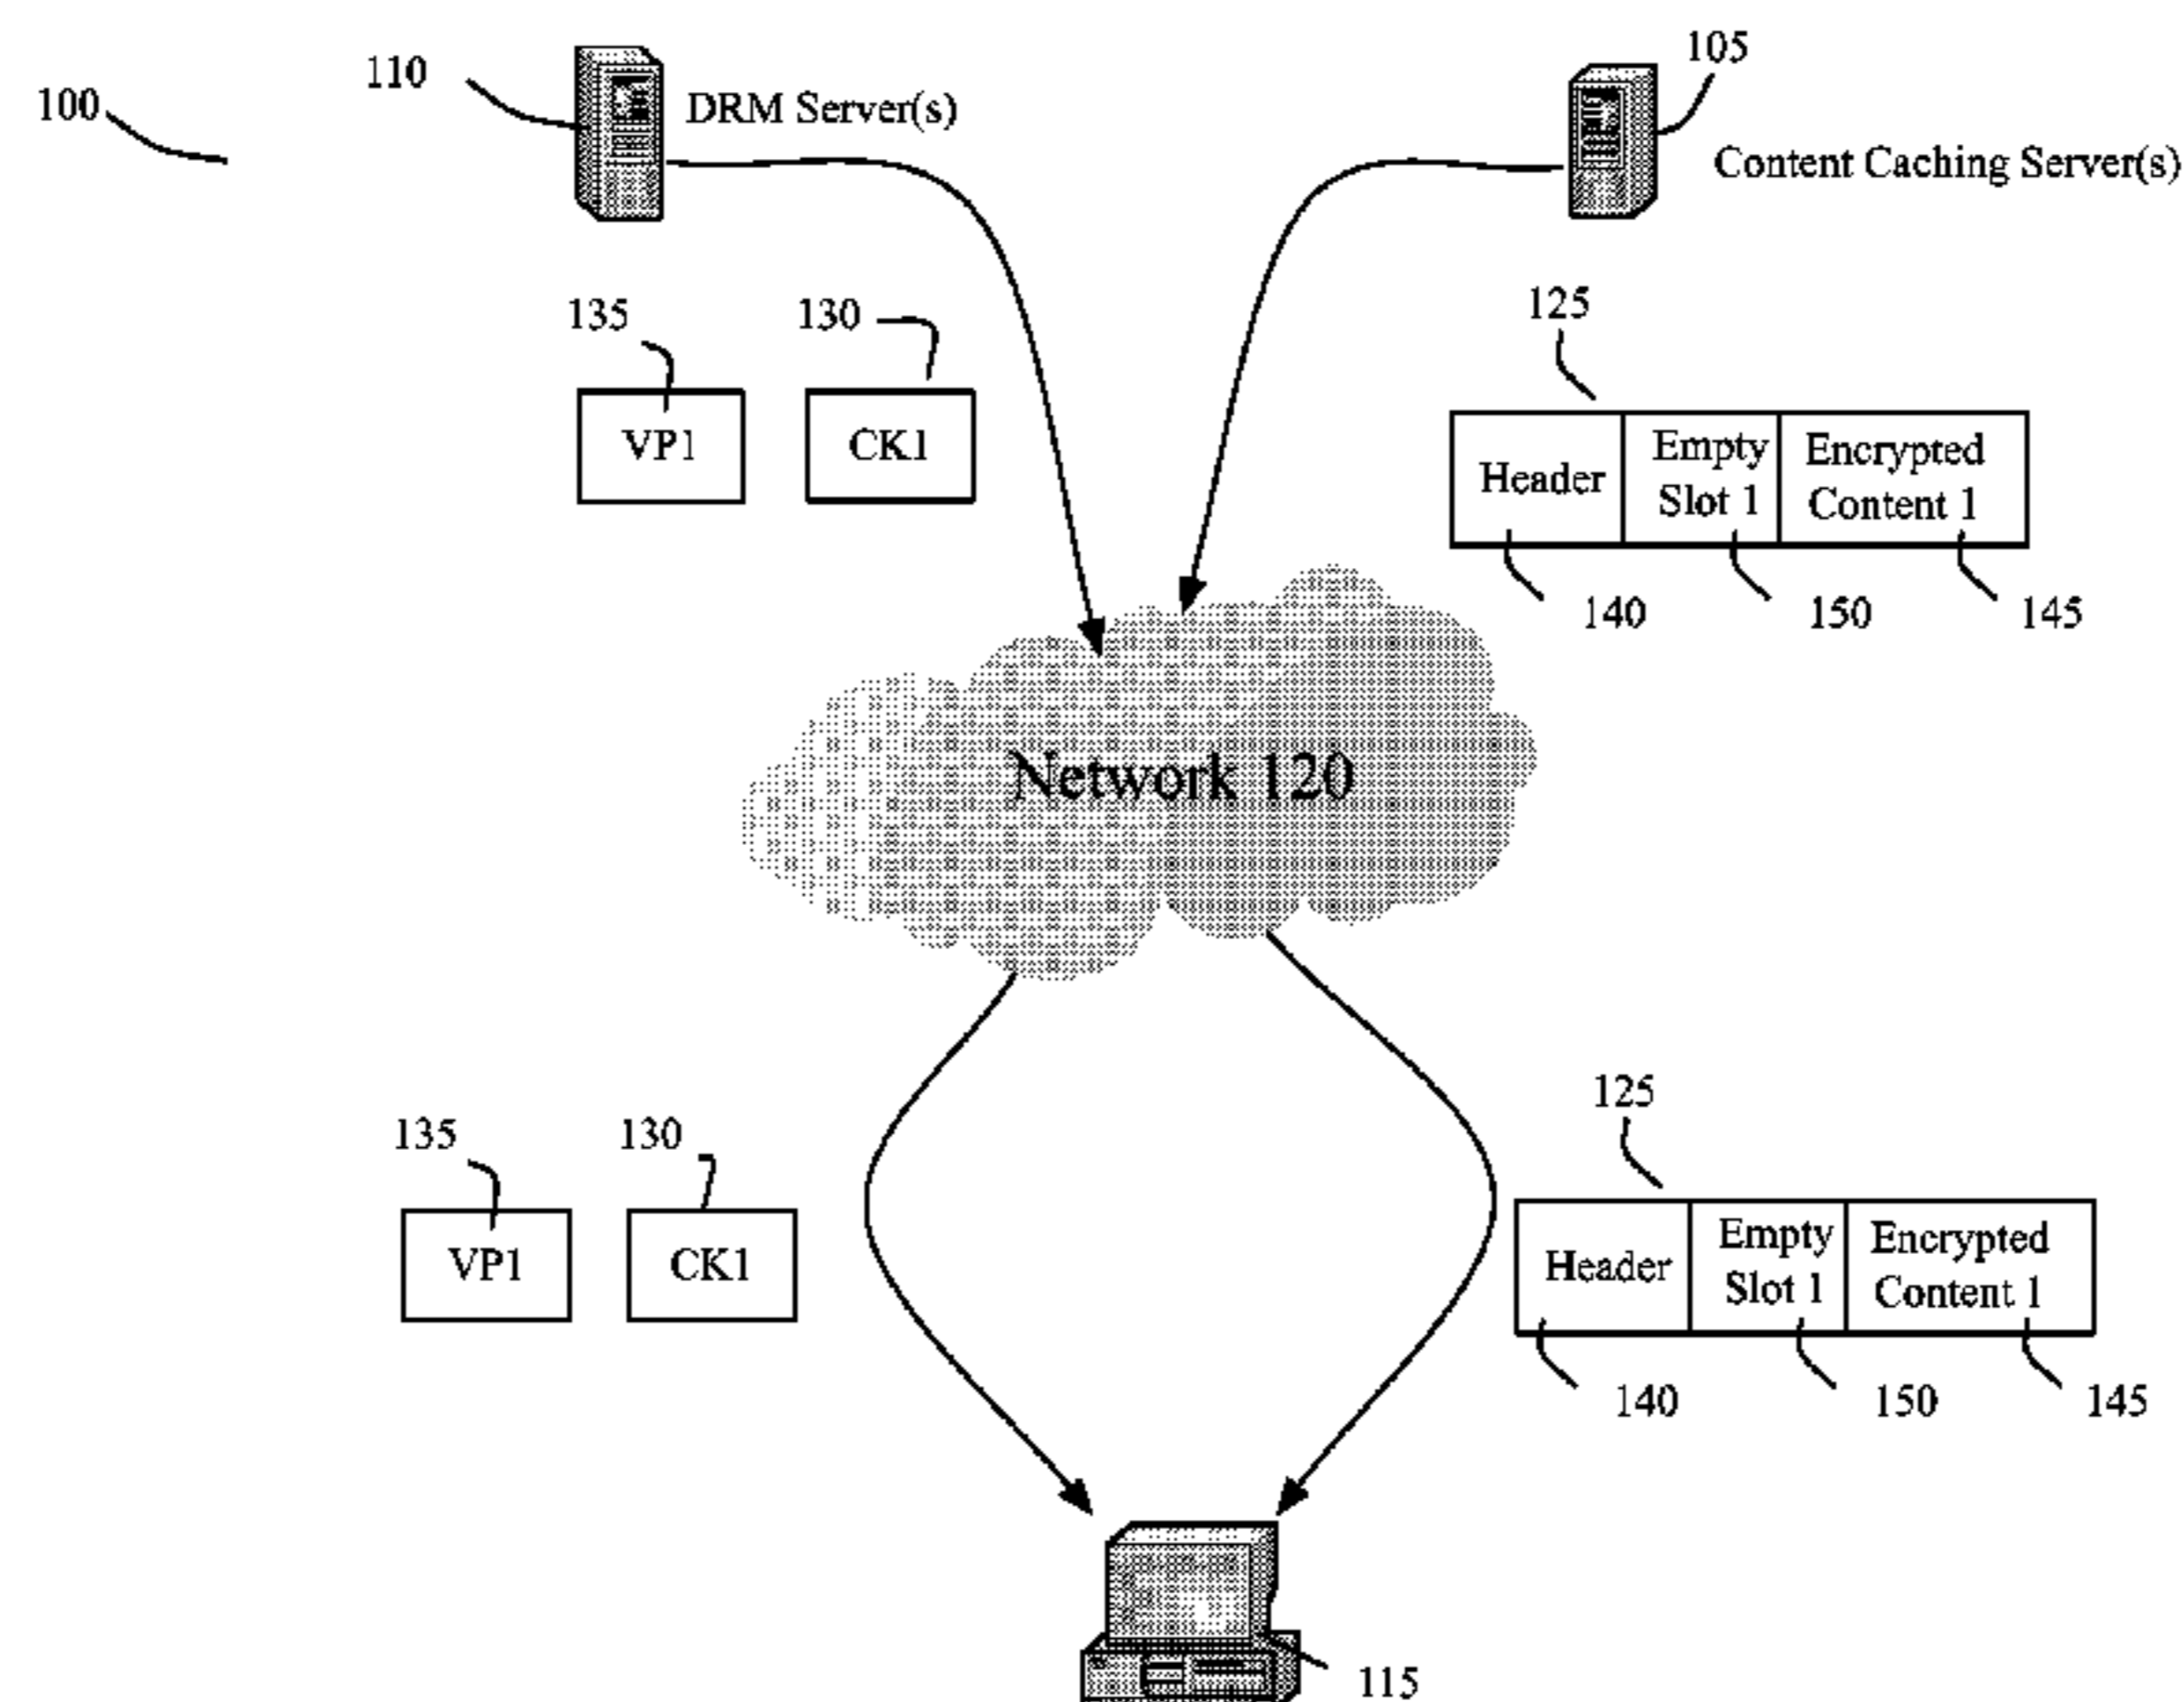 100
110
DRM Server(s)
105
Content Caching Server(s)
135
130
VP1
CK1
125
Header
Empty
Slot 1
Encrypted
Content 1
140
150
145
Network 120
135
130
VP1
CK1
125
Header
Empty
Slot 1
Encrypted
Content 1
140
150
145
115